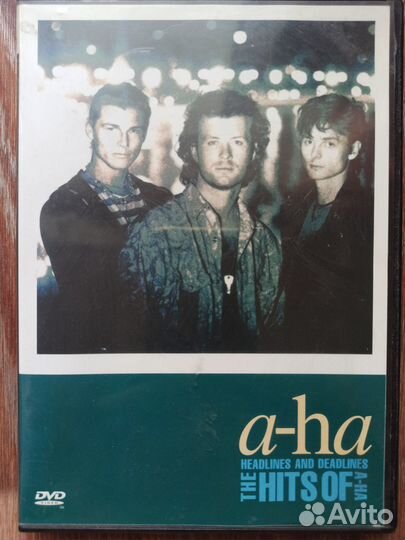 a-ha
HEADLINES AND DEADLINES
THE HITS OF A-HA
DVD
VIDEO
Avito